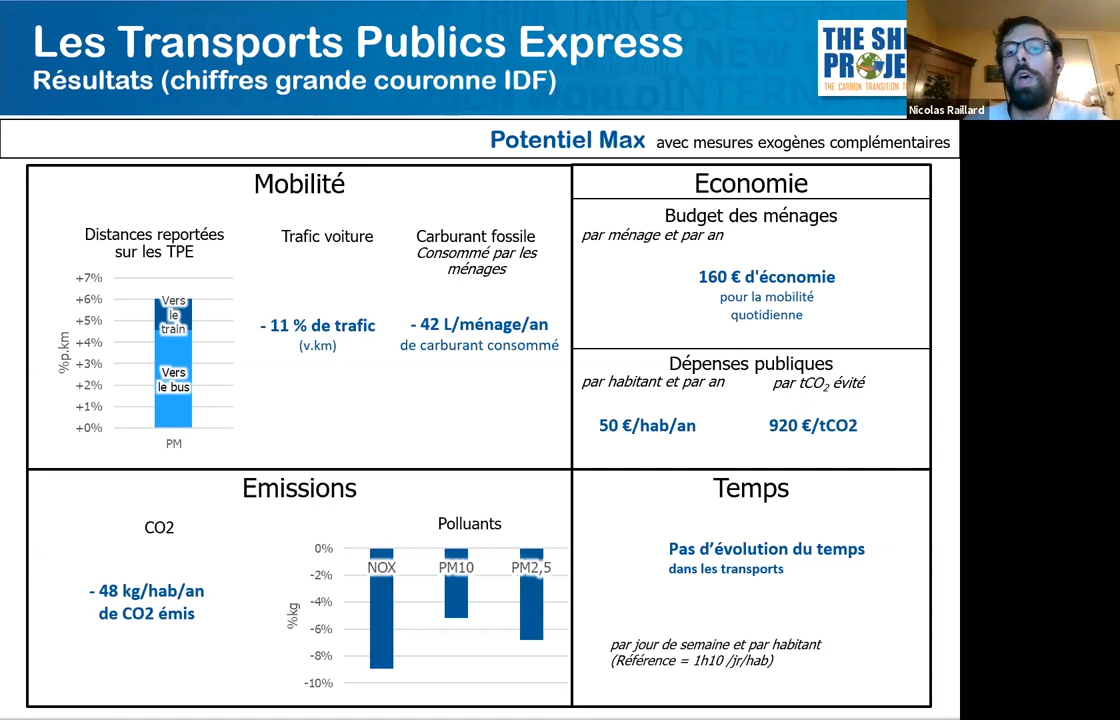 Les Transports Publics Express
Résultats (chiffres grande couronne IDF)
THE SHI
PROJE
THE CARBON TRANSITION T
Nicolas Raillard
Potentiel Max avec mesures exogènes complémentaires
Mobilité
Distances reportées
sur les TPE
+7%
+6%
+5%
+4%
+3%
+2%
+1%
+0%
%p.km
Vers
le
train
Vers
le bus
PM
Trafic voiture
- 11 % de trafic
(v.km)
Carburant fossile
Consommé par les
ménages
- 42 L/ménage/an
de carburant consommé
Economie
Budget des ménages
par ménage et par an
160 € d'économie
pour la mobilité
quotidienne
Dépenses publiques
par habitant et par an par tCO2 évité
50 €/hab/an 920 €/tCO2
Emissions
CO2
- 48 kg/hab/an
de CO2 émis
Polluants
0%
-2%
-4%
-6%
-8%
-10%
%kg
NOX PM10 PM2,5
Temps
Pas d’évolution du temps
dans les transports
par jour de semaine et par habitant
(Référence = 1h10 /jr/hab)